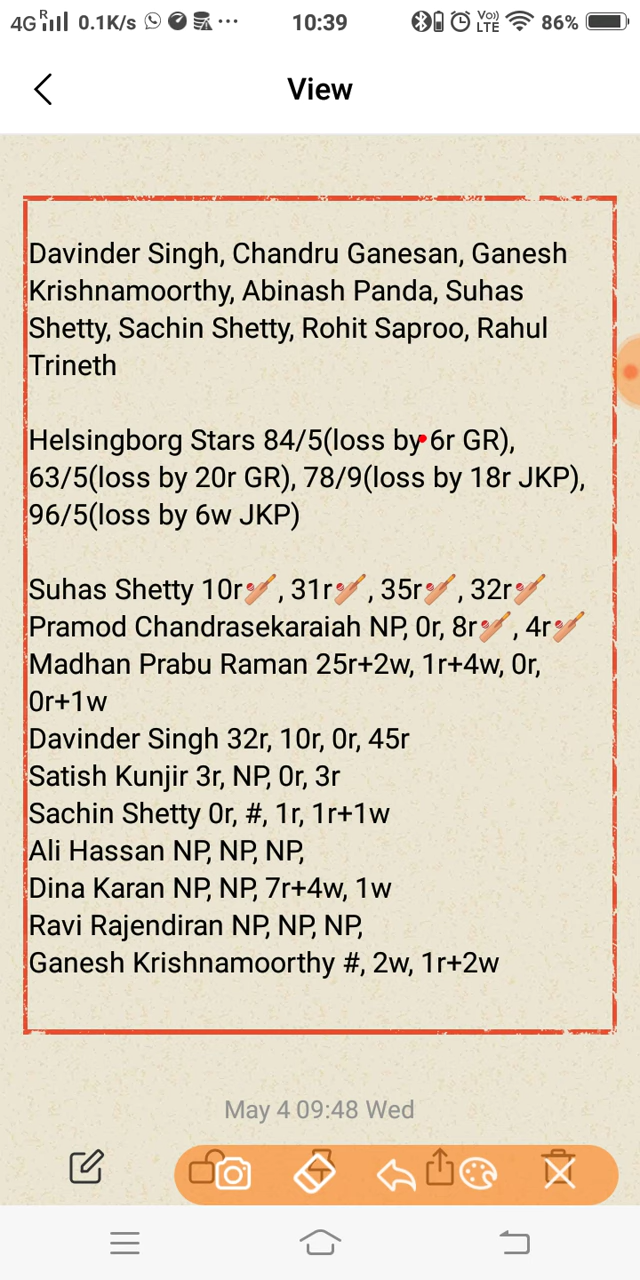 4G R 0.1K/s ... 10:39 Vo) LTE 86%
View
Davinder Singh, Chandru Ganesan, Ganesh
Krishnamoorthy, Abinash Panda, Suhas
Shetty, Sachin Shetty, Rohit Saproo, Rahul
Trineth
Helsingborg Stars 84/5(loss by 6r GR),
63/5(loss by 20r GR), 78/9(loss by 18r JKP),
96/5(loss by 6w JKP)
Suhas Shetty 10r🏏, 31r🏏, 35r🏏, 32r🏏
Pramod Chandrasekaraiah NP, 0r, 8r🏏, 4r🏏
Madhan Prabu Raman 25r+2w, 1r+4w, 0r,
0r+1w
Davinder Singh 32r, 10r, 0r, 45r
Satish Kunjir 3r, NP, 0r, 3r
Sachin Shetty 0r, #, 1r, 1r+1w
Ali Hassan NP, NP, NP,
Dina Karan NP, NP, 7r+4w, 1w
Ravi Rajendiran NP, NP, NP,
Ganesh Krishnamoorthy #, 2w, 1r+2w
May 4 09:48 Wed